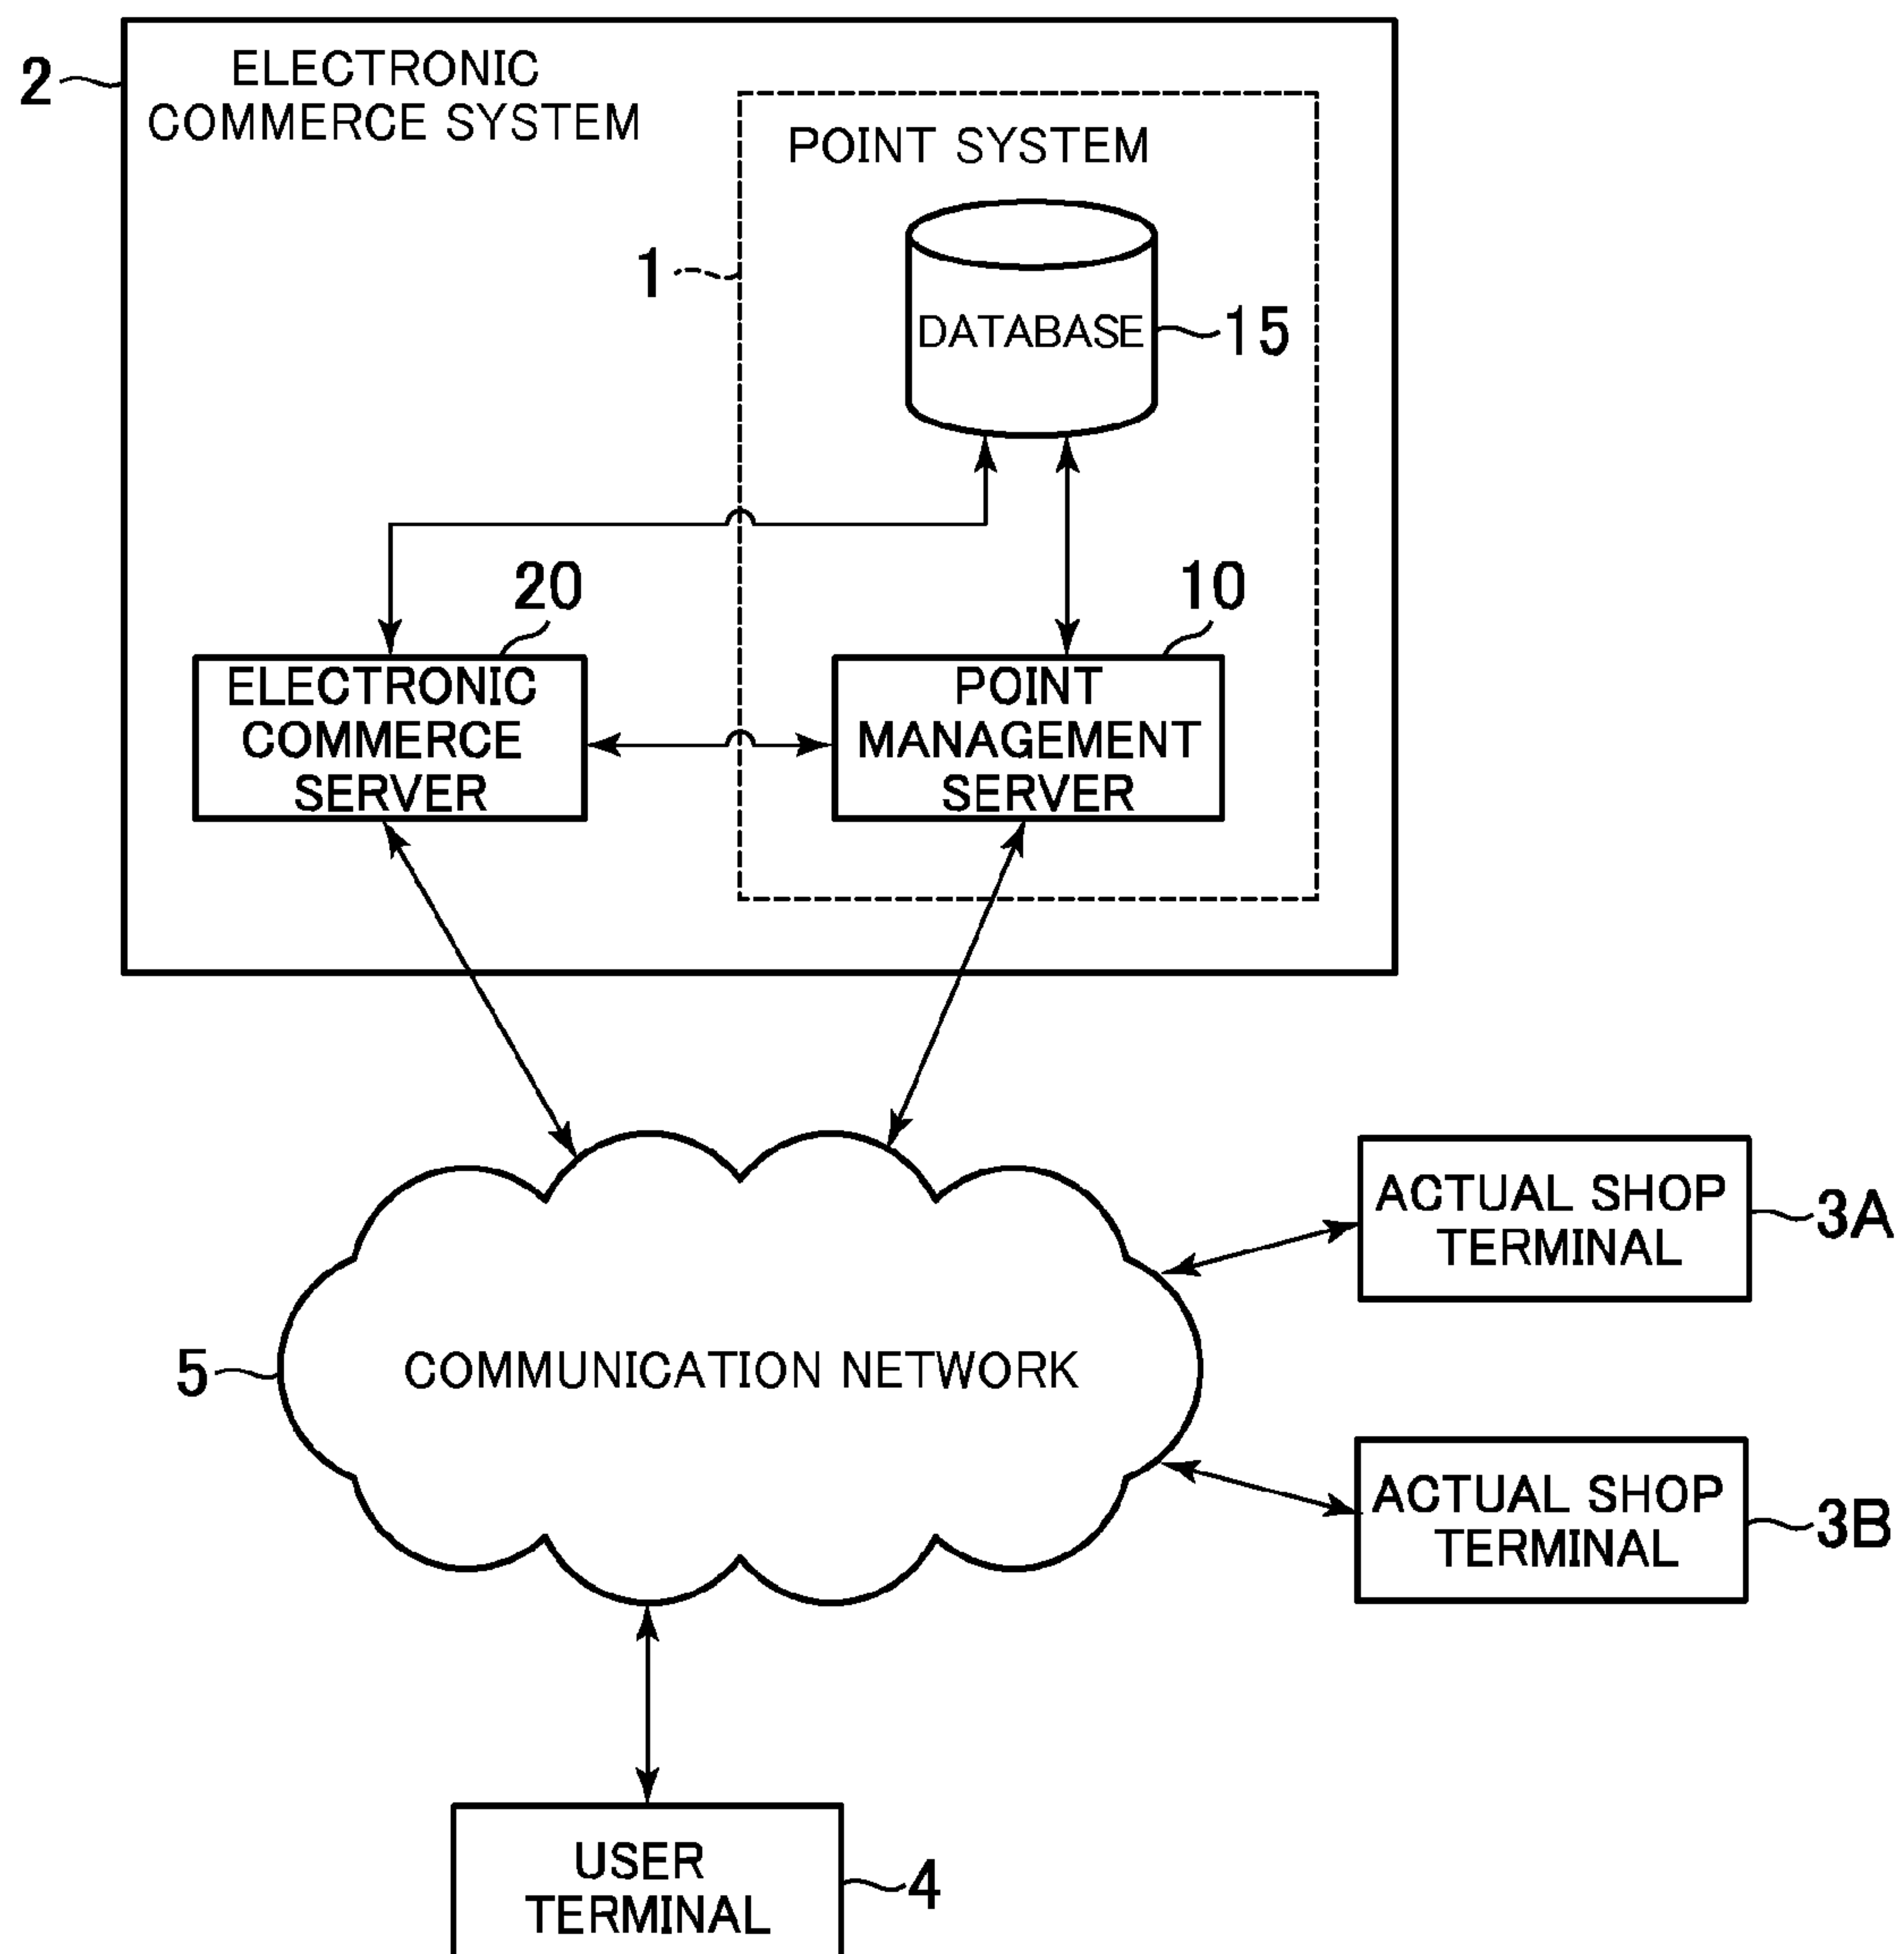 2
ELECTRONIC
COMMERCE SYSTEM
POINT SYSTEM
1
DATABASE
15
20
10
ELECTRONIC
COMMERCE
SERVER
POINT
MANAGEMENT
SERVER
ACTUAL SHOP
TERMINAL
3A
5
COMMUNICATION NETWORK
ACTUAL SHOP
TERMINAL
3B
USER
TERMINAL
4